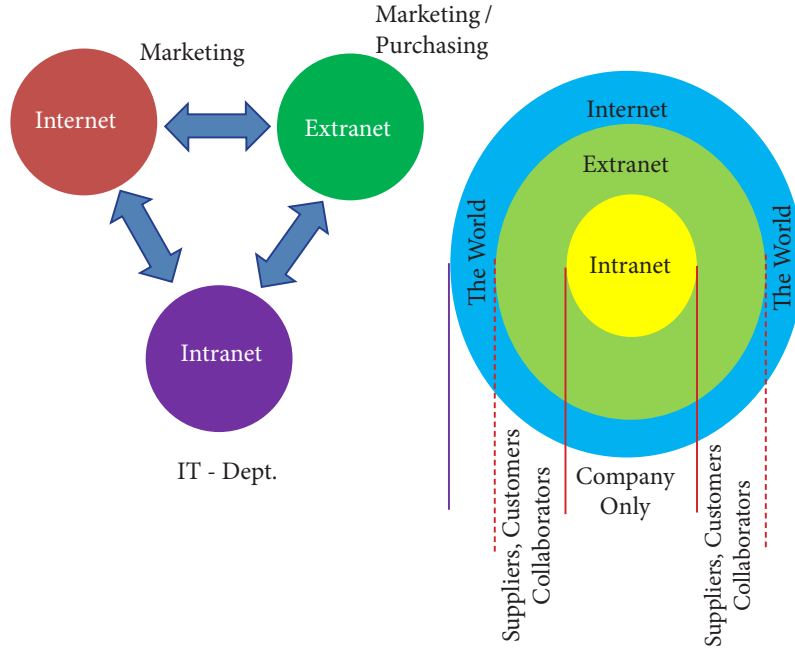 Marketing
Marketing /
Purchasing
Internet
Extranet
Intranet
IT - Dept.
Internet
Extranet
Intranet
The World
The World
Company
Only
Suppliers, Customers
Collaborators
Suppliers, Customers
Collaborators